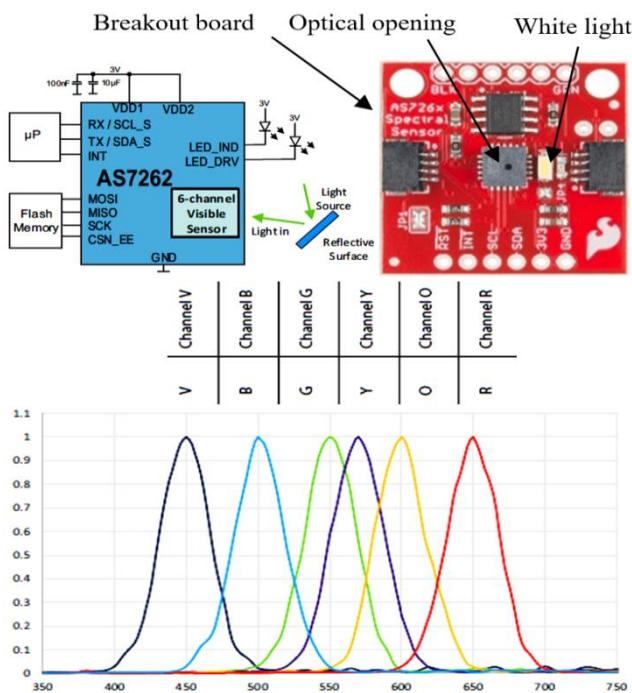 Breakout board Optical opening White light
3V
100nF 10µF
VDD1 VDD2
µP
RX / SCL_S
TX / SDA_S
INT
3V
3V
LED_IND
LED_DRV
AS7262
6-channel
Visible
Sensor
Flash
Memory
MOSI
MISO
SCK
CSN_EE
GND
Light
Source
Light in
Reflective
Surface
GRN
AS726x
Spectral
Sensor
JP1
RST
INT
SCL
SDA
3V3
GND
Channel V
Channel B
Channel G
Channel Y
Channel O
Channel R
V
B
G
Y
O
R
1.1
1
0.9
0.8
0.7
0.6
0.5
0.4
0.3
0.2
0.1
0
350 400 450 500 550 600 650 700 750